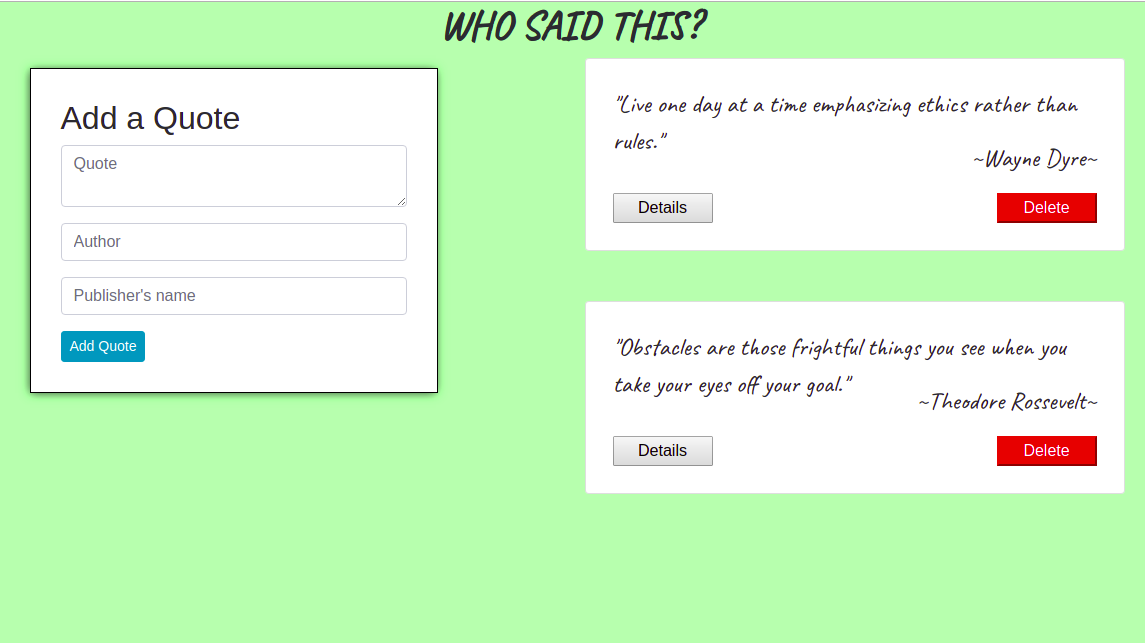 WHO SAID THIS?
Add a Quote
Quote
Author
Publisher's name
Add Quote
"Live one day at a time emphasizing ethics rather than
rules."
~Wayne Dyre~
Details
Delete
"Obstacles are those frightful things you see when you
take your eyes off your goal."
~Theodore Rossevelt~
Details
Delete